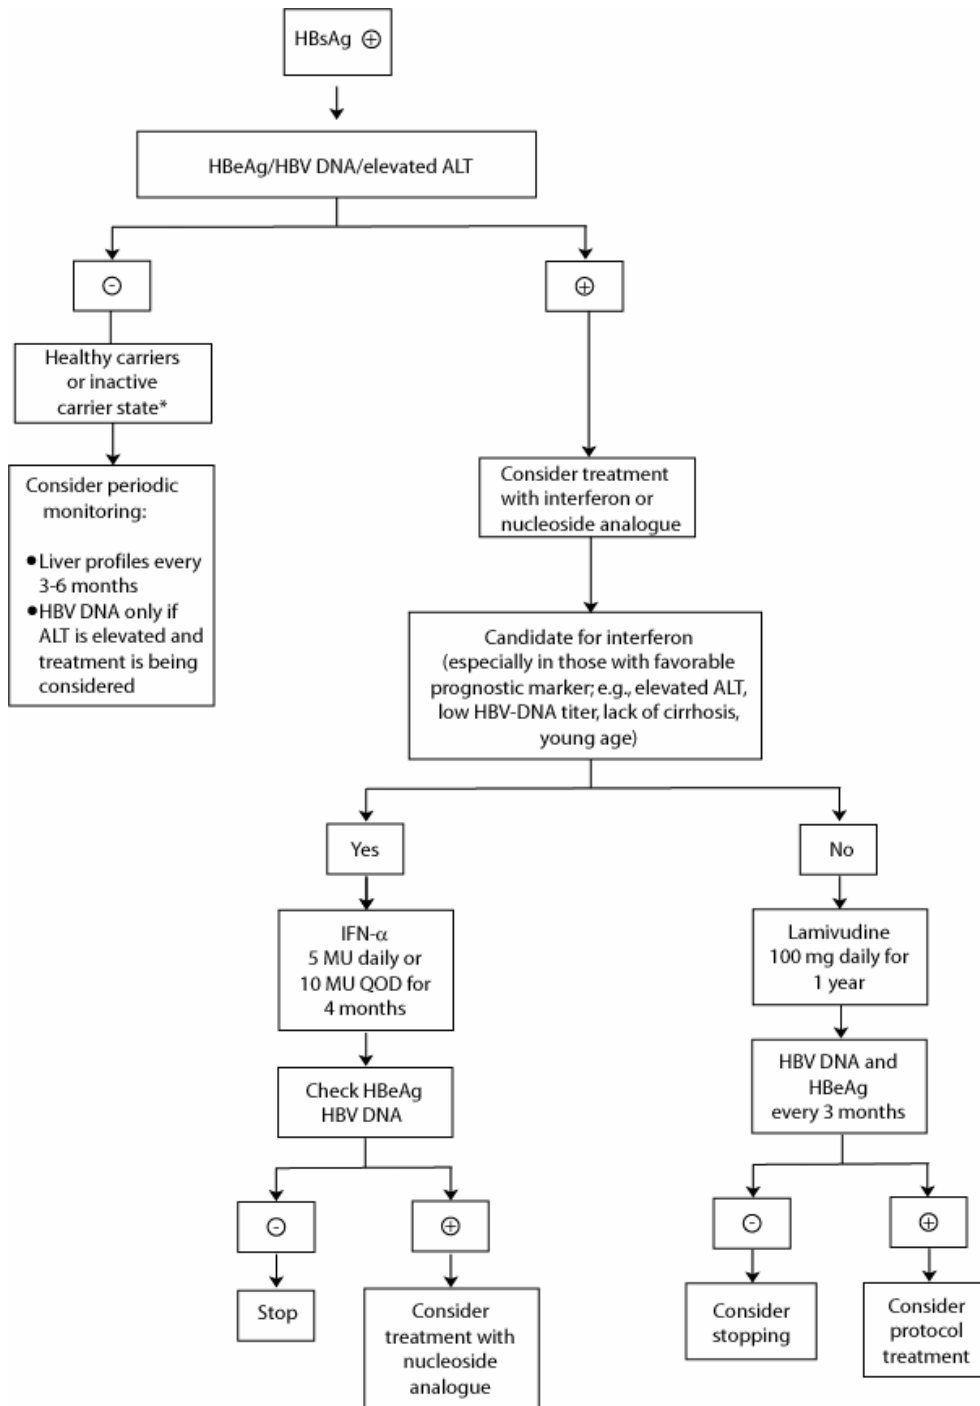 HBsAg ⊕
HBeAg/HBV DNA/elevated ALT
⊖
⊕
Healthy carriers
or inactive
carrier state*
Consider periodic
monitoring:
●Liver profiles every
3-6 months
●HBV DNA only if
ALT is elevated and
treatment is being
considered
Consider treatment
with interferon or
nucleoside analogue
Candidate for interferon
(especially in those with favorable
prognostic marker; e.g., elevated ALT,
low HBV-DNA titer, lack of cirrhosis,
young age)
Yes
No
IFN-α
5 MU daily or
10 MU QOD for
4 months
Lamivudine
100 mg daily for
1 year
Check HBeAg
HBV DNA
HBV DNA and
HBeAg
every 3 months
⊖
⊕
⊖
⊕
Stop
Consider
treatment with
nucleoside
analogue
Consider
stopping
Consider
protocol
treatment